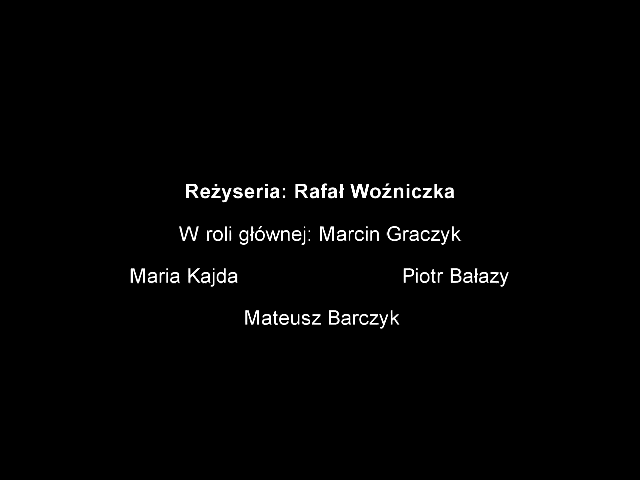 Reżyseria: Rafał Woźniczka
W roli głównej: Marcin Graczyk
Maria Kajda Piotr Bałazy
Mateusz Barczyk